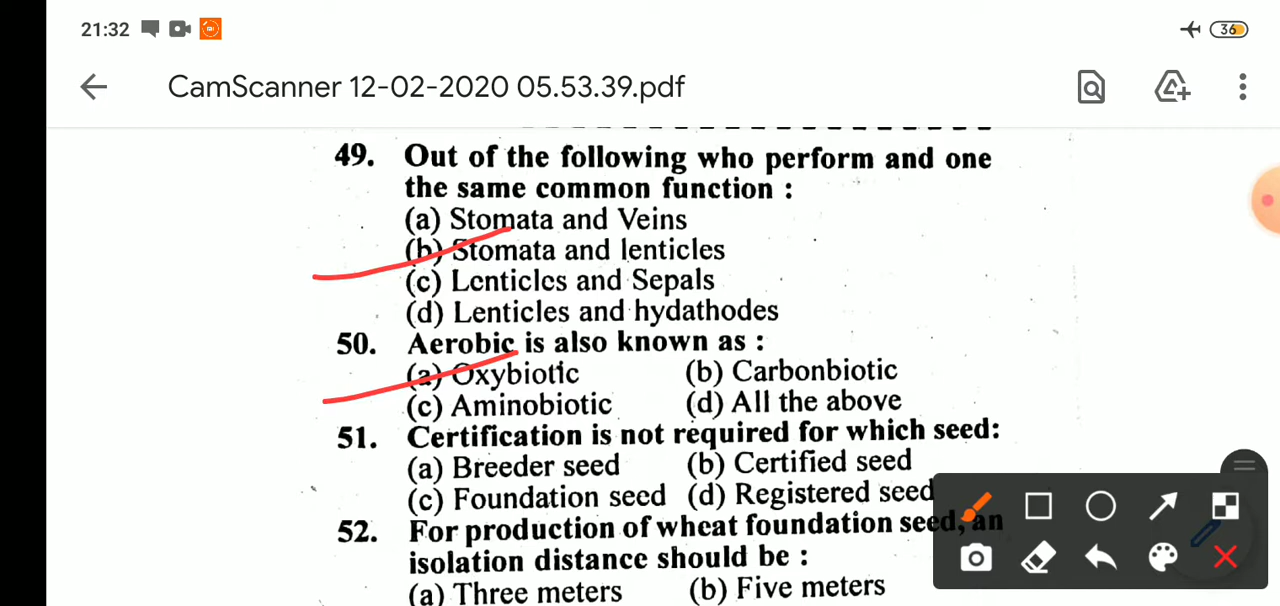 21:32
36
CamScanner 12-02-2020 05.53.39.pdf
49. Out of the following who perform and one
the same common function :
(a) Stomata and Veins
(b) Stomata and lenticles
(c) Lenticles and Sepals
(d) Lenticles and hydathodes
50. Aerobic is also known as :
(a) Oxybiotic (b) Carbonbiotic
(c) Aminobiotic (d) All the above
51. Certification is not required for which seed:
(a) Breeder seed (b) Certified seed
(c) Foundation seed (d) Registered seed
52. For production of wheat foundation seed, an
isolation distance should be :
(a) Three meters (b) Five meters